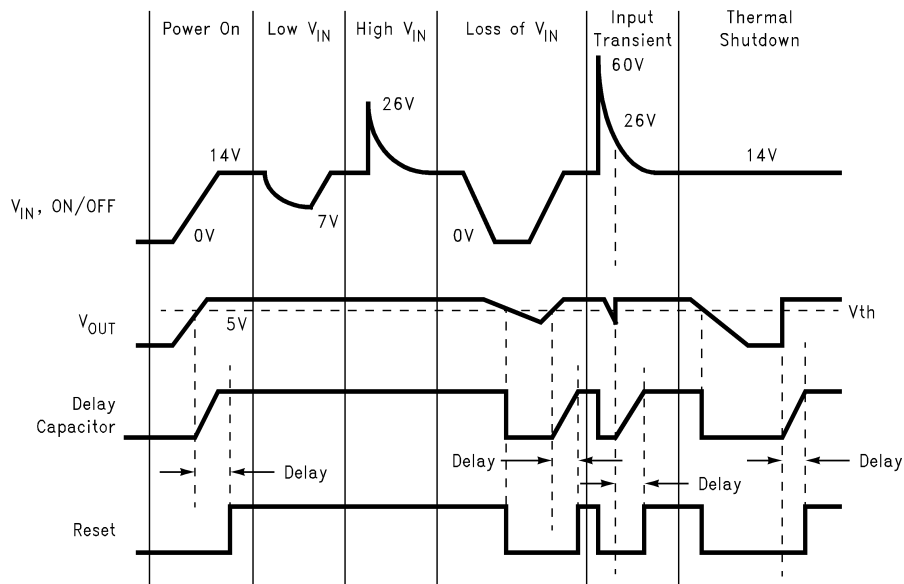 Power On
Low VIN
High VIN
Loss of VIN
Input
Transient
Thermal
Shutdown
60V
26V
26V
14V
14V
VIN, ON/OFF
0V
7V
0V
VOUT
5V
Vth
Delay
Capacitor
Delay
Delay
Delay
Delay
Reset